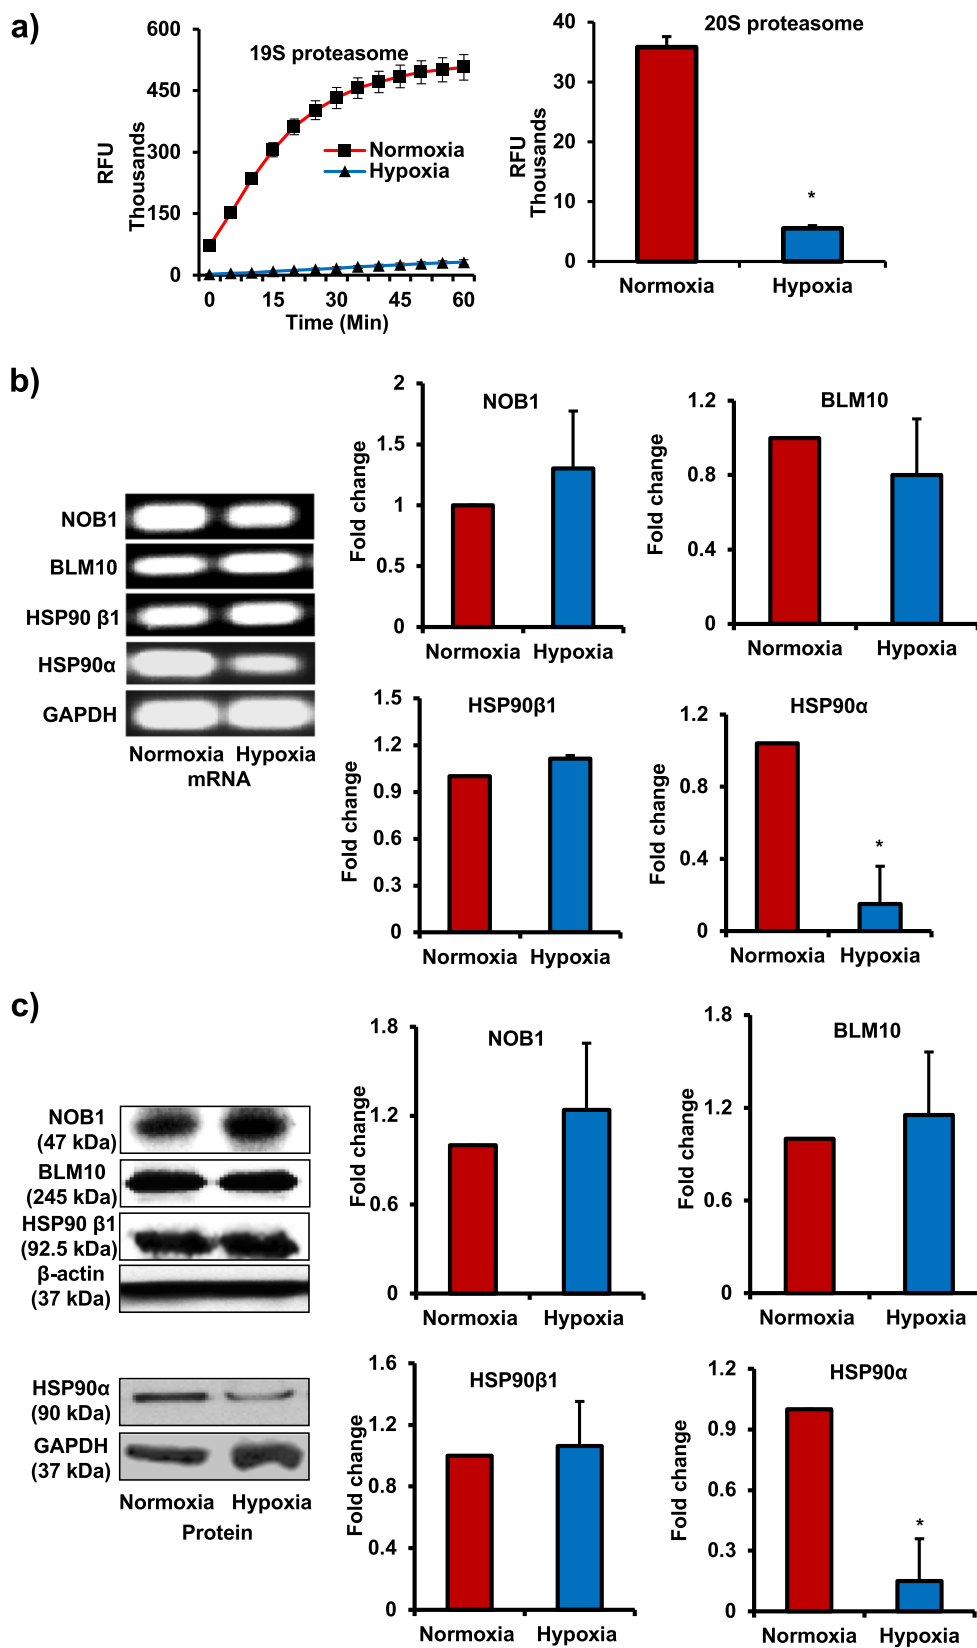 a)
19S proteasome
RFU
Thousands
600
450
300
150
0
Normoxia
Hypoxia
0 15 30 45 60
Time (Min)
20S proteasome
RFU
Thousands
40
30
20
10
0
*
Normoxia Hypoxia
b)
NOB1
BLM10
HSP90 β1
HSP90α
GAPDH
Normoxia Hypoxia
mRNA
NOB1
Fold change
2
1.5
1
0.5
0
Normoxia Hypoxia
BLM10
Fold change
1.2
0.8
0.4
0
Normoxia Hypoxia
HSP90β1
Fold change
1.5
1.2
0.9
0.6
0.3
0
Normoxia Hypoxia
HSP90α
Fold change
1.2
0.8
0.4
0
*
Normoxia Hypoxia
c)
NOB1
(47 kDa)
BLM10
(245 kDa)
HSP90 β1
(92.5 kDa)
β-actin
(37 kDa)
HSP90α
(90 kDa)
GAPDH
(37 kDa)
Normoxia Hypoxia
Protein
NOB1
Fold change
1.8
1.2
0.6
0
Normoxia Hypoxia
BLM10
Fold change
1.8
1.2
0.6
0
Normoxia Hypoxia
HSP90β1
Fold change
1.6
1.2
0.8
0.4
0
Normoxia Hypoxia
HSP90α
Fold change
1.2
0.9
0.6
0.3
0
*
Normoxia Hypoxia